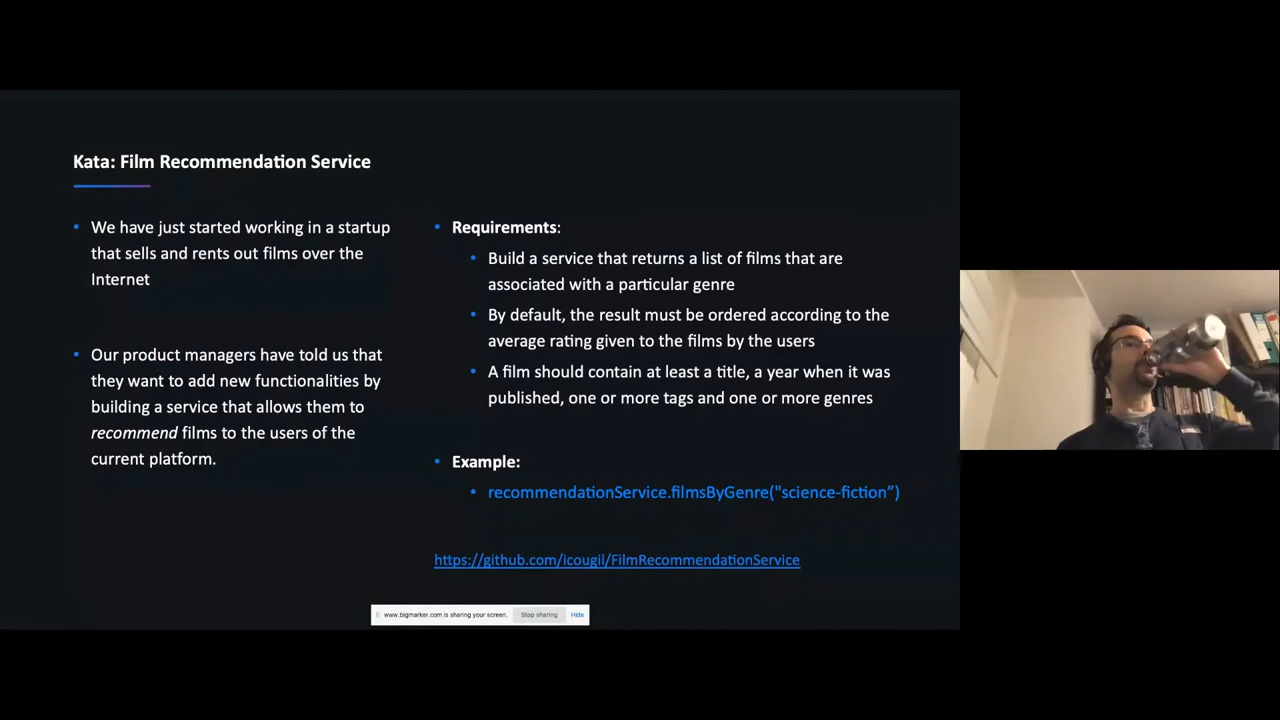 Kata: Film Recommendation Service
We have just started working in a startup
that sells and rents out films over the
Internet
Our product managers have told us that
they want to add new functionalities by
building a service that allows them to
recommend films to the users of the
current platform.
Requirements:
Build a service that returns a list of films that are
associated with a particular genre
By default, the result must be ordered according to the
average rating given to the films by the users
A film should contain at least a title, a year when it was
published, one or more tags and one or more genres
Example:
recommendationService.filmsByGenre("science-fiction”)
https://github.com/icougil/FilmRecommendationService
www.bigmarker.com is sharing your screen. Stop sharing Hide